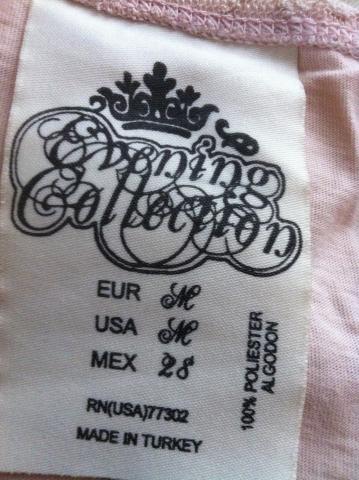 Evening
Collection
EUR M
USA M
MEX 28
100% POLIESTER
ALGODON
RN(USA)77302
MADE IN TURKEY